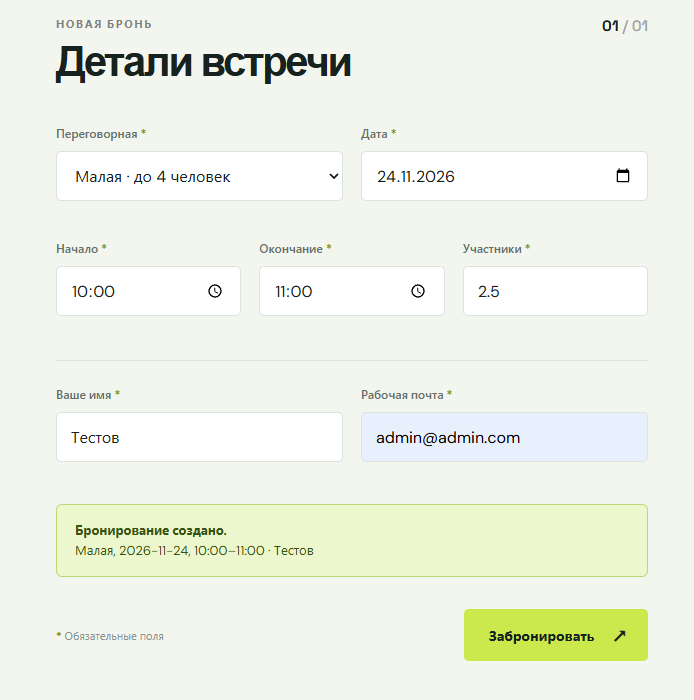 НОВАЯ БРОНЬ
01 / 01
Детали встречи
Переговорная *
Дата *
Малая · до 4 человек
24.11.2026
Начало *
Окончание *
Участники *
10:00
11:00
2.5
Ваше имя *
Рабочая почта *
Тестов
admin@admin.com
Бронирование создано.
Малая, 2026-11-24, 10:00–11:00 · Тестов
* Обязательные поля
Забронировать ↗